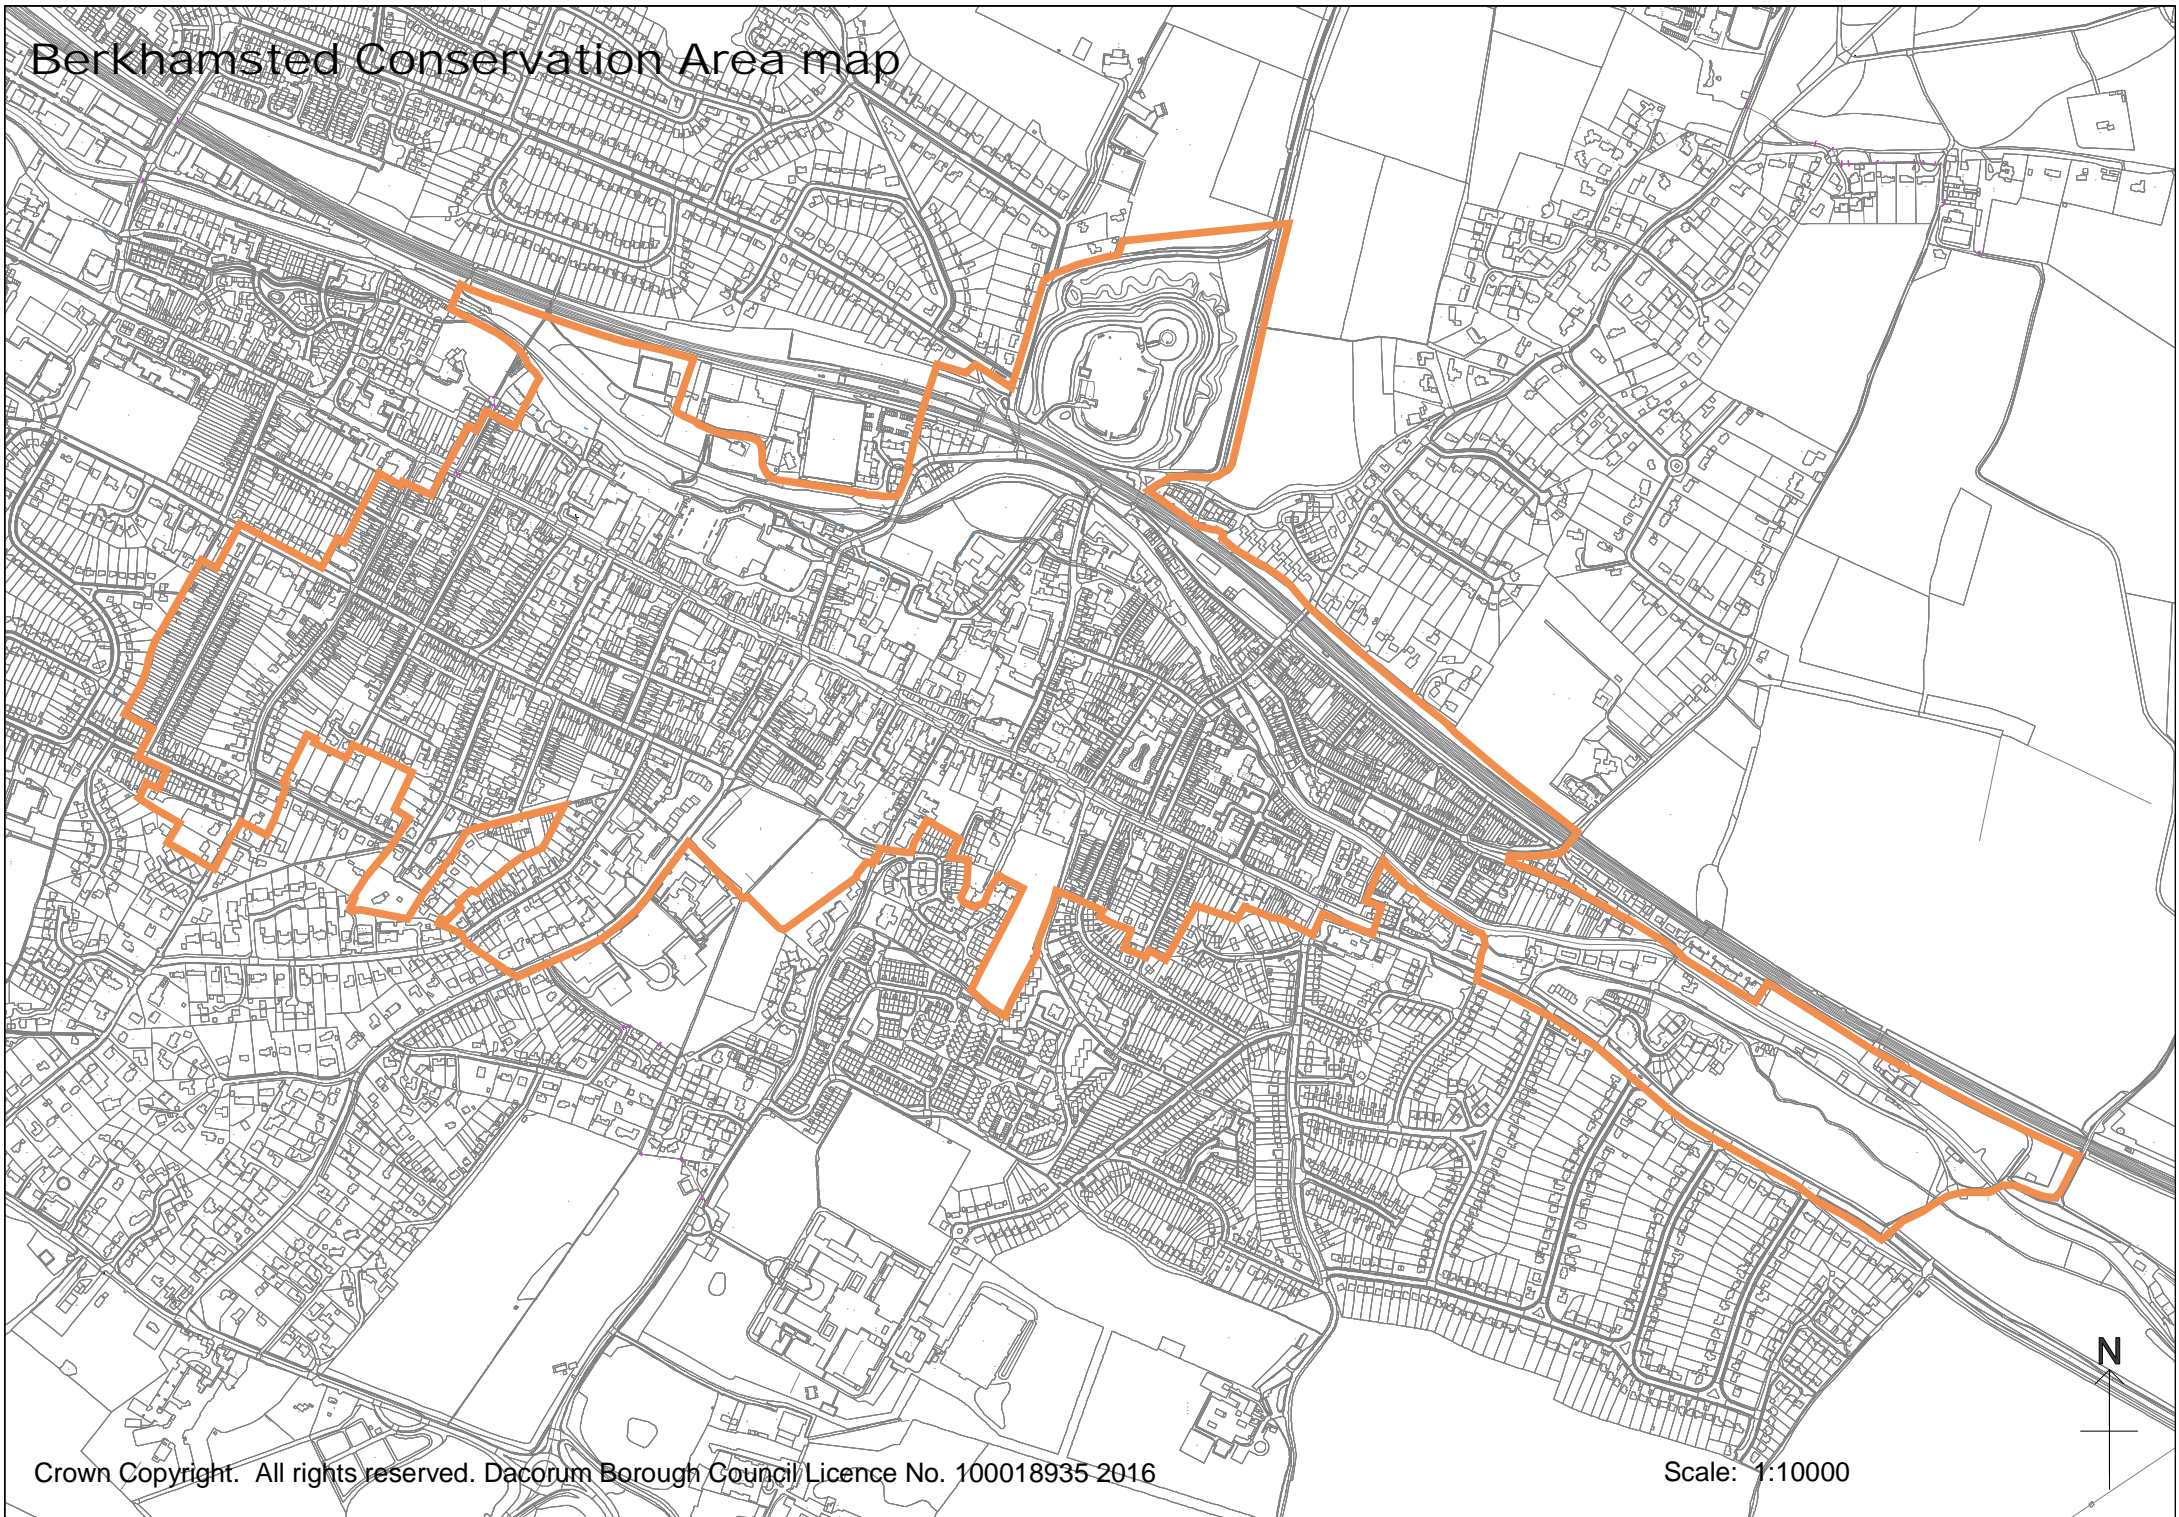 Berkhamsted Conservation Area map
N
Crown Copyright. All rights reserved. Dacorum Borough Council Licence No. 100018935 2016
Scale: 1:10000